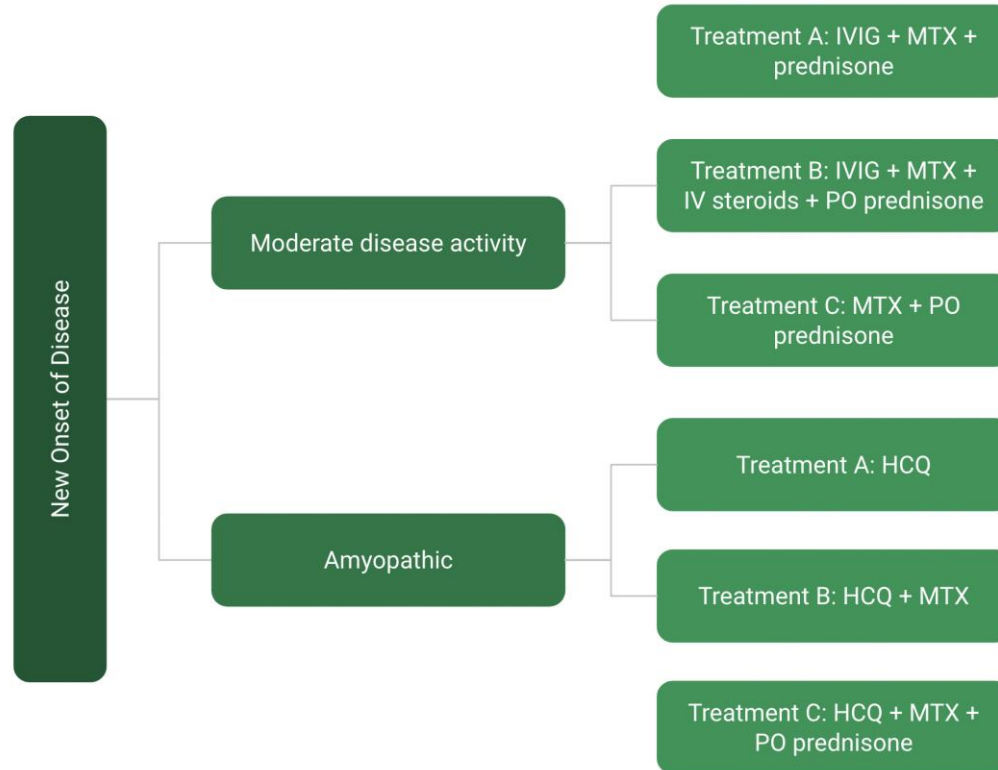 New Onset of Disease
Moderate disease activity
Treatment A: IVIG + MTX +
prednisone
Treatment B: IVIG + MTX +
IV steroids + PO prednisone
Treatment C: MTX + PO
prednisone
Amyopathic
Treatment A: HCQ
Treatment B: HCQ + MTX
Treatment C: HCQ + MTX +
PO prednisone